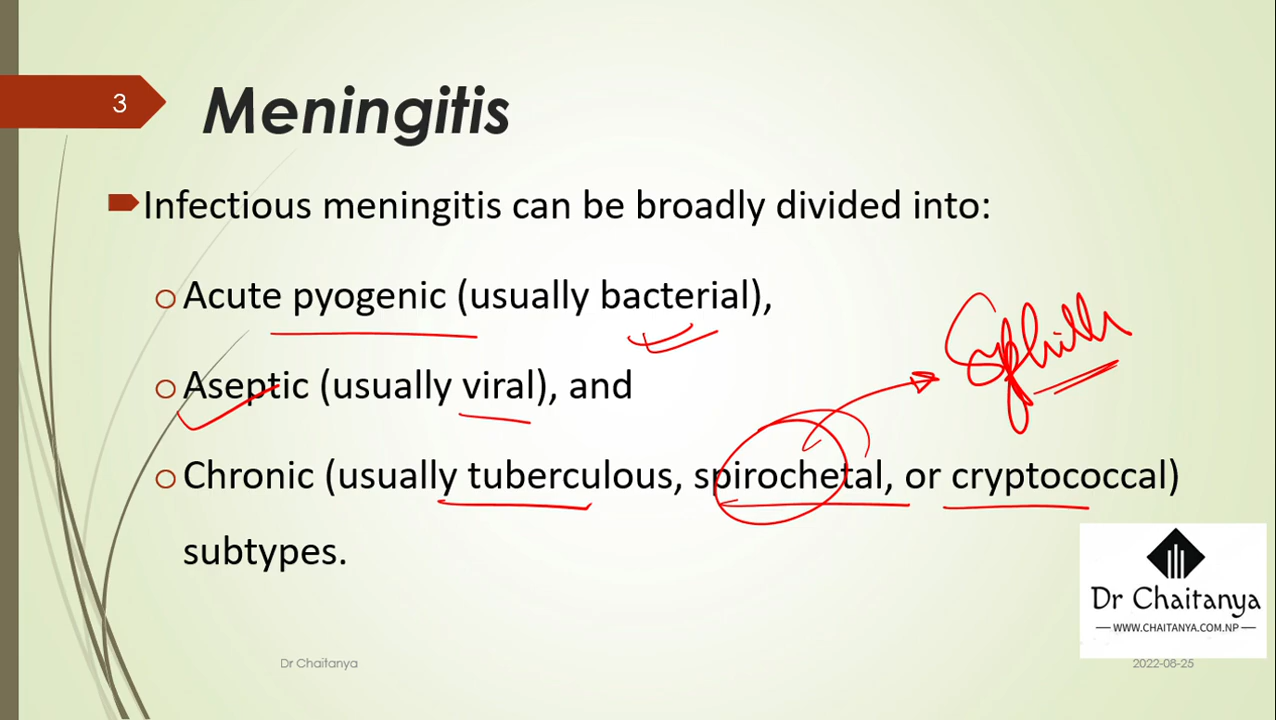 3
Meningitis
Infectious meningitis can be broadly divided into:
Acute pyogenic (usually bacterial),
Aseptic (usually viral), and
Syphilis
Chronic (usually tuberculous, spirochetal, or cryptococcal)
subtypes.
Dr Chaitanya
WWW.CHAITANYA.COM.NP
Dr Chaitanya
2022-08-25